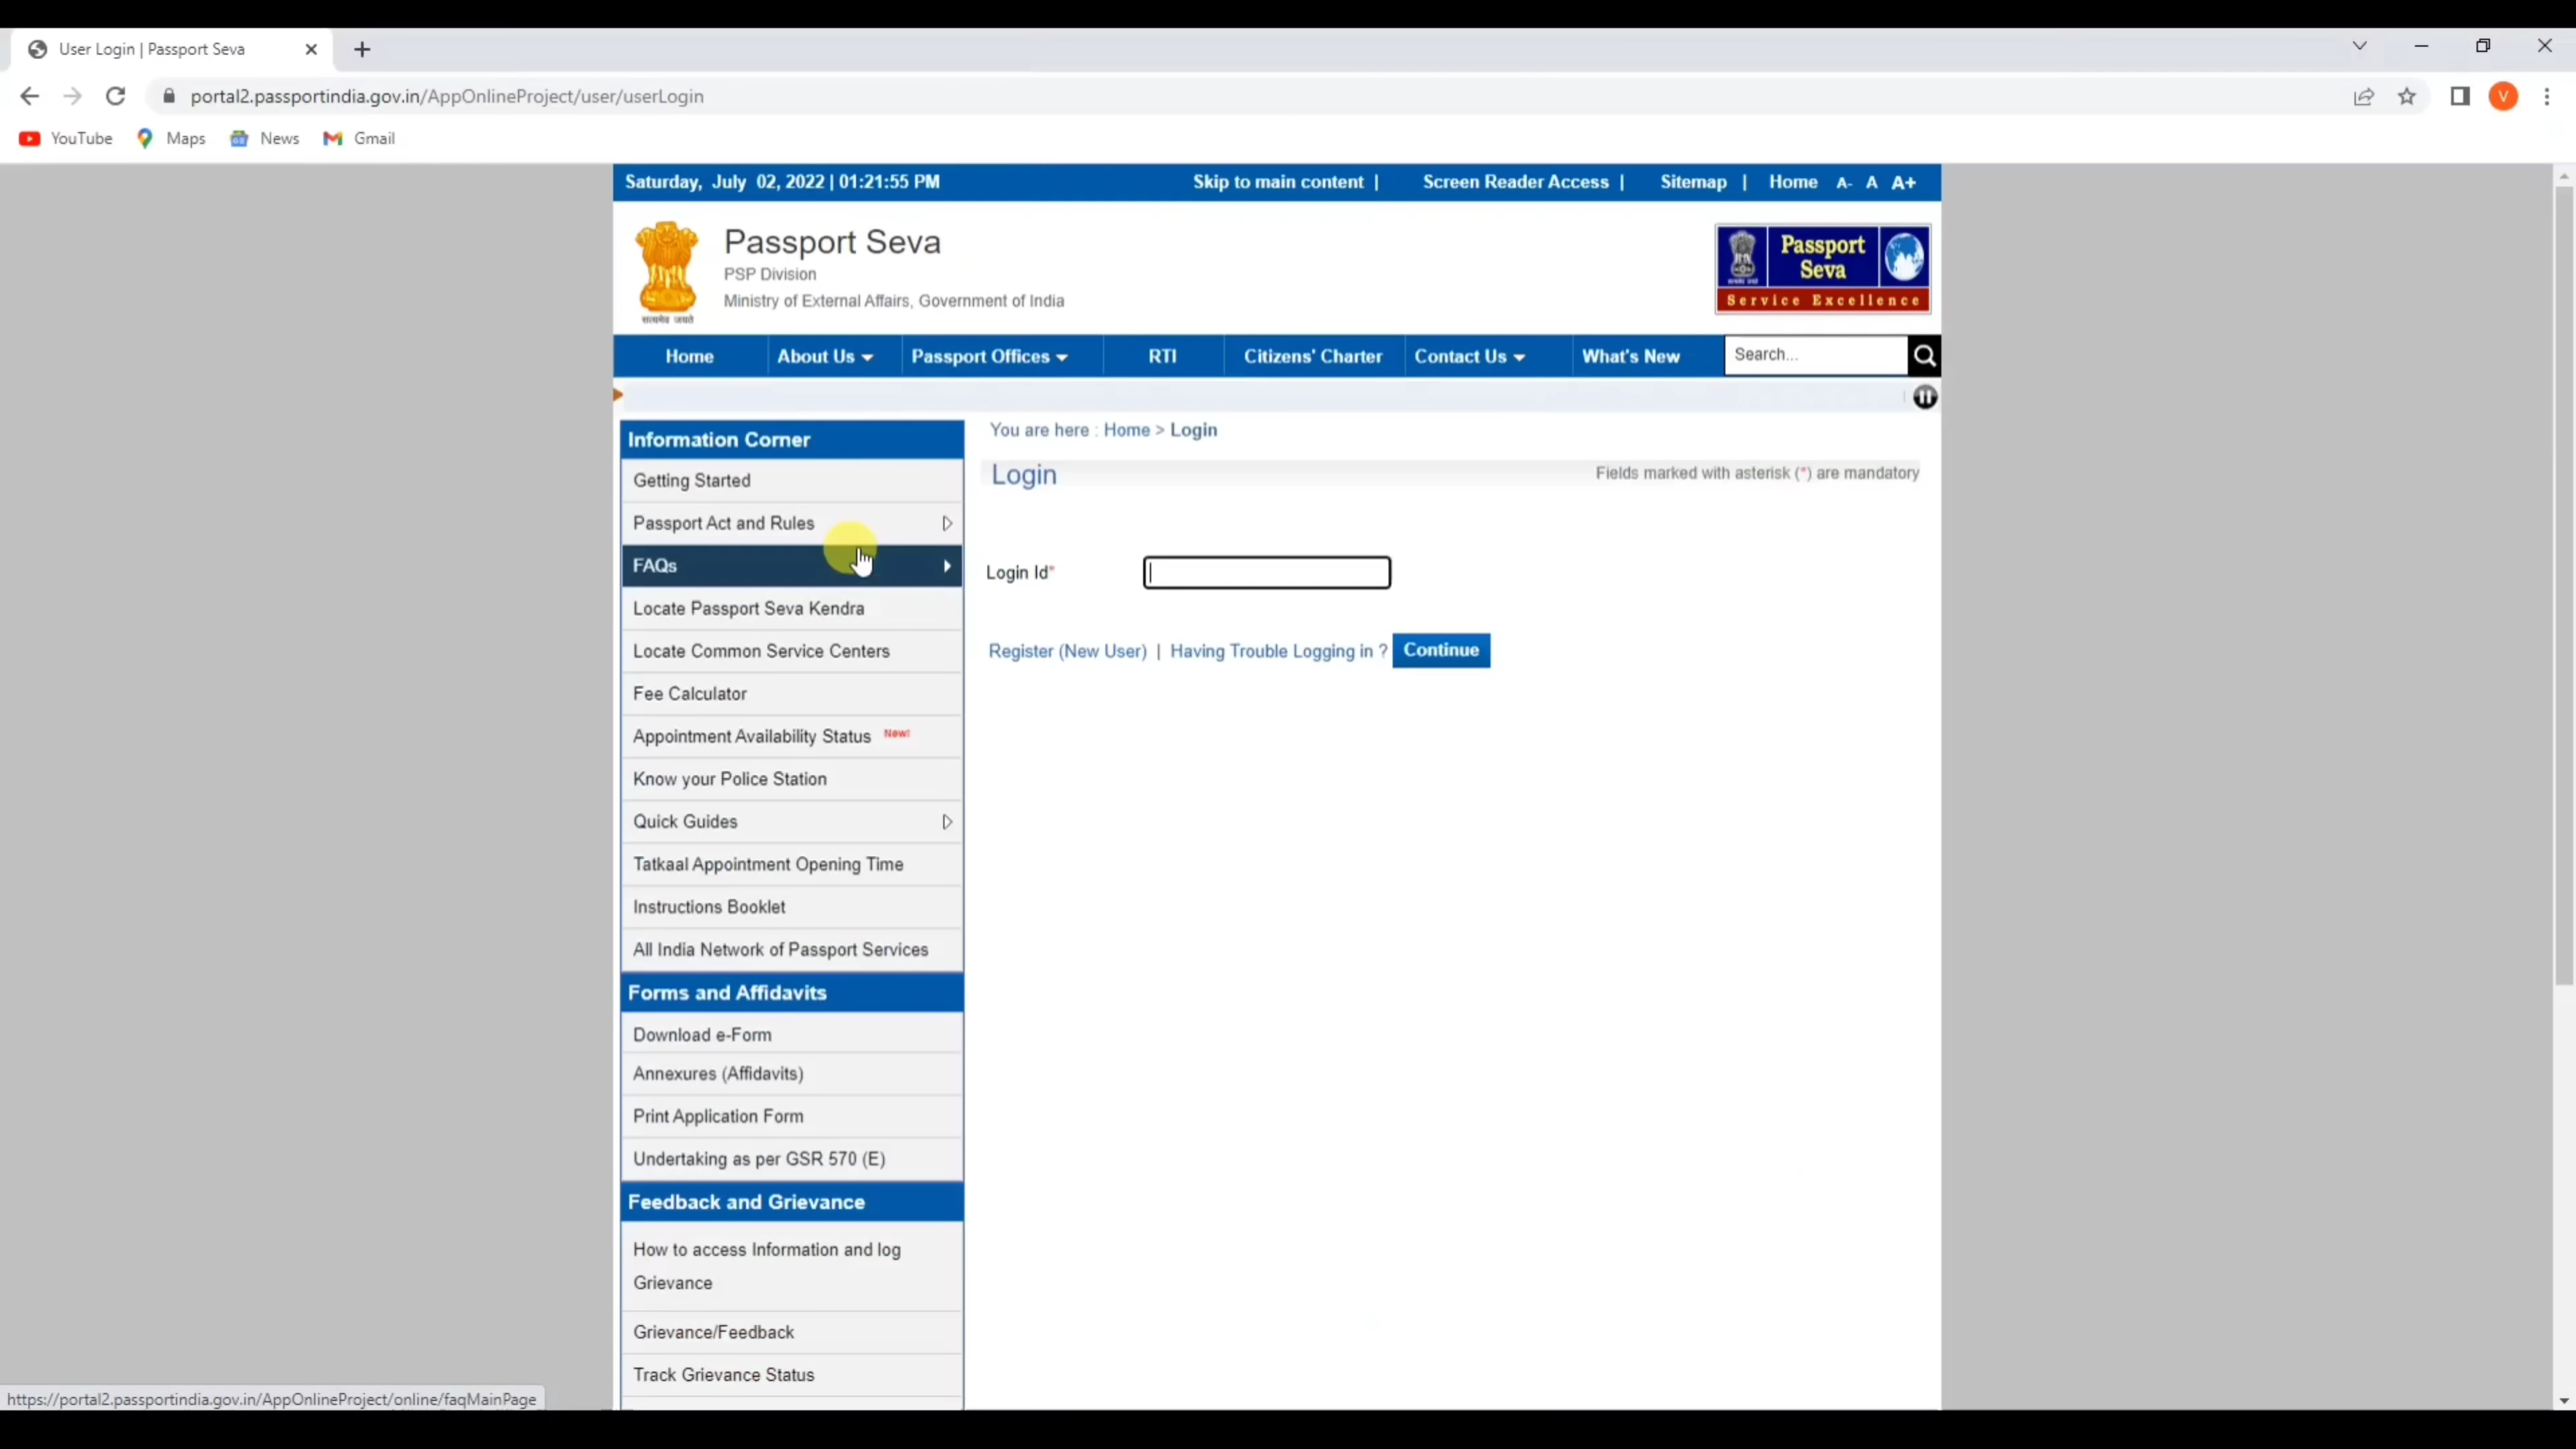 User Login | Passport Seva
portal2.passportindia.gov.in/AppOnlineProject/user/userLogin
V
YouTube Maps News Gmail
Saturday, July 02, 2022 | 01:21:55 PM Skip to main content | Screen Reader Access | Sitemap | Home A- A A+
Passport Seva
PSP Division
Ministry of External Affairs, Government of India
सत्यमेव जयते
Passport
Seva
Service Excellence
Home About Us Passport Offices RTI Citizens' Charter Contact Us What's New Search...
Information Corner
Getting Started
Passport Act and Rules
FAQs
Locate Passport Seva Kendra
Locate Common Service Centers
Fee Calculator
Appointment Availability Status New!
Know your Police Station
Quick Guides
Tatkaal Appointment Opening Time
Instructions Booklet
All India Network of Passport Services
Forms and Affidavits
Download e-Form
Annexures (Affidavits)
Print Application Form
Undertaking as per GSR 570 (E)
Feedback and Grievance
How to access Information and log
Grievance
Grievance/Feedback
Track Grievance Status
You are here : Home > Login
Login Fields marked with asterisk (*) are mandatory
Login Id*
Register (New User) | Having Trouble Logging in ? Continue
https://portal2.passportindia.gov.in/AppOnlineProject/online/faqMainPage